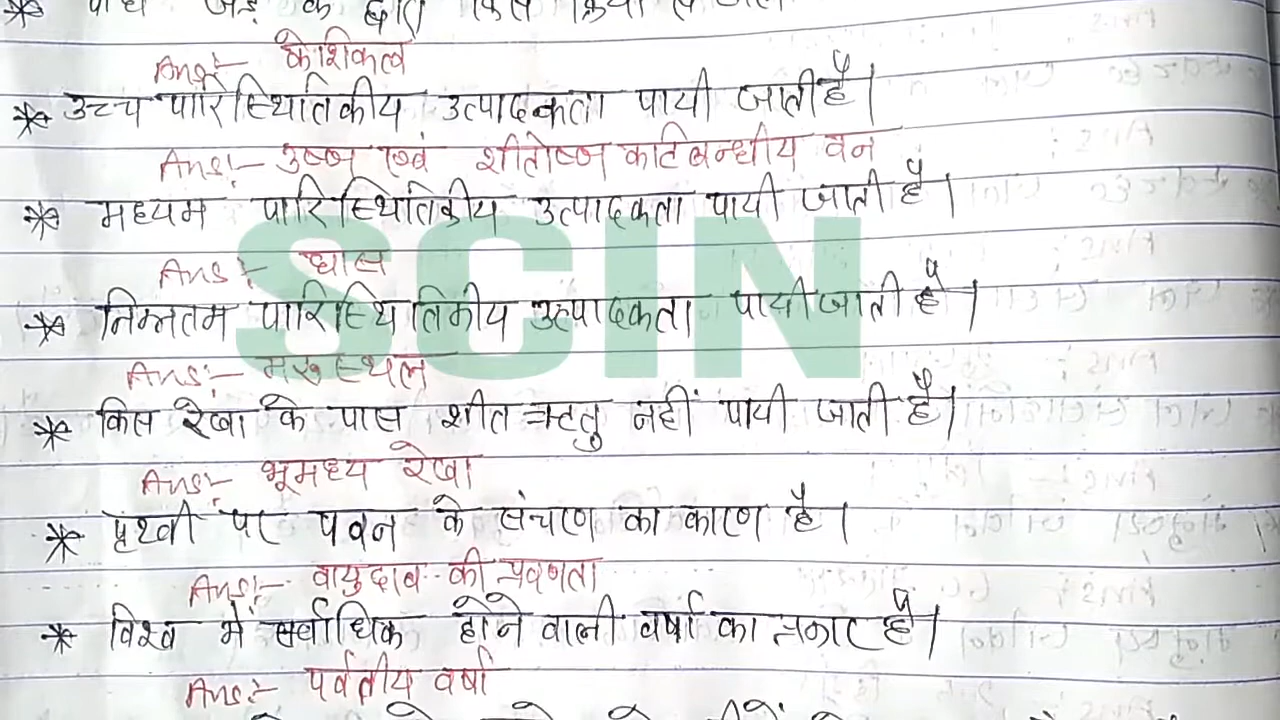 * पौधे जड़ के द्वारा किस क्रिया से जल
Ans:- केशिकत्व
* उच्च पारिस्थितिकीय उत्पादकता पायी जाती है।
Ans:- उष्ण एवं शीतोष्ण कटिबन्धीय वन
* मध्यम पारिस्थितिकीय उत्पादकता पायी जाती है।
Ans:- घास
* निम्नतम पारिस्थितिकीय उत्पादकता पायी जाती है।
Ans:- मरुस्थल
* किस रेखा के पास शीत ऋतु नहीं पायी जाती है।
Ans:- भूमध्य रेखा
* पृथ्वी पर पवन के संचरण का कारण है।
Ans:- वायुदाब की प्रवणता
* विश्व में सर्वाधिक होने वाली वर्षा का प्रकार है।
Ans:- पर्वतीय वर्षा
SCIN